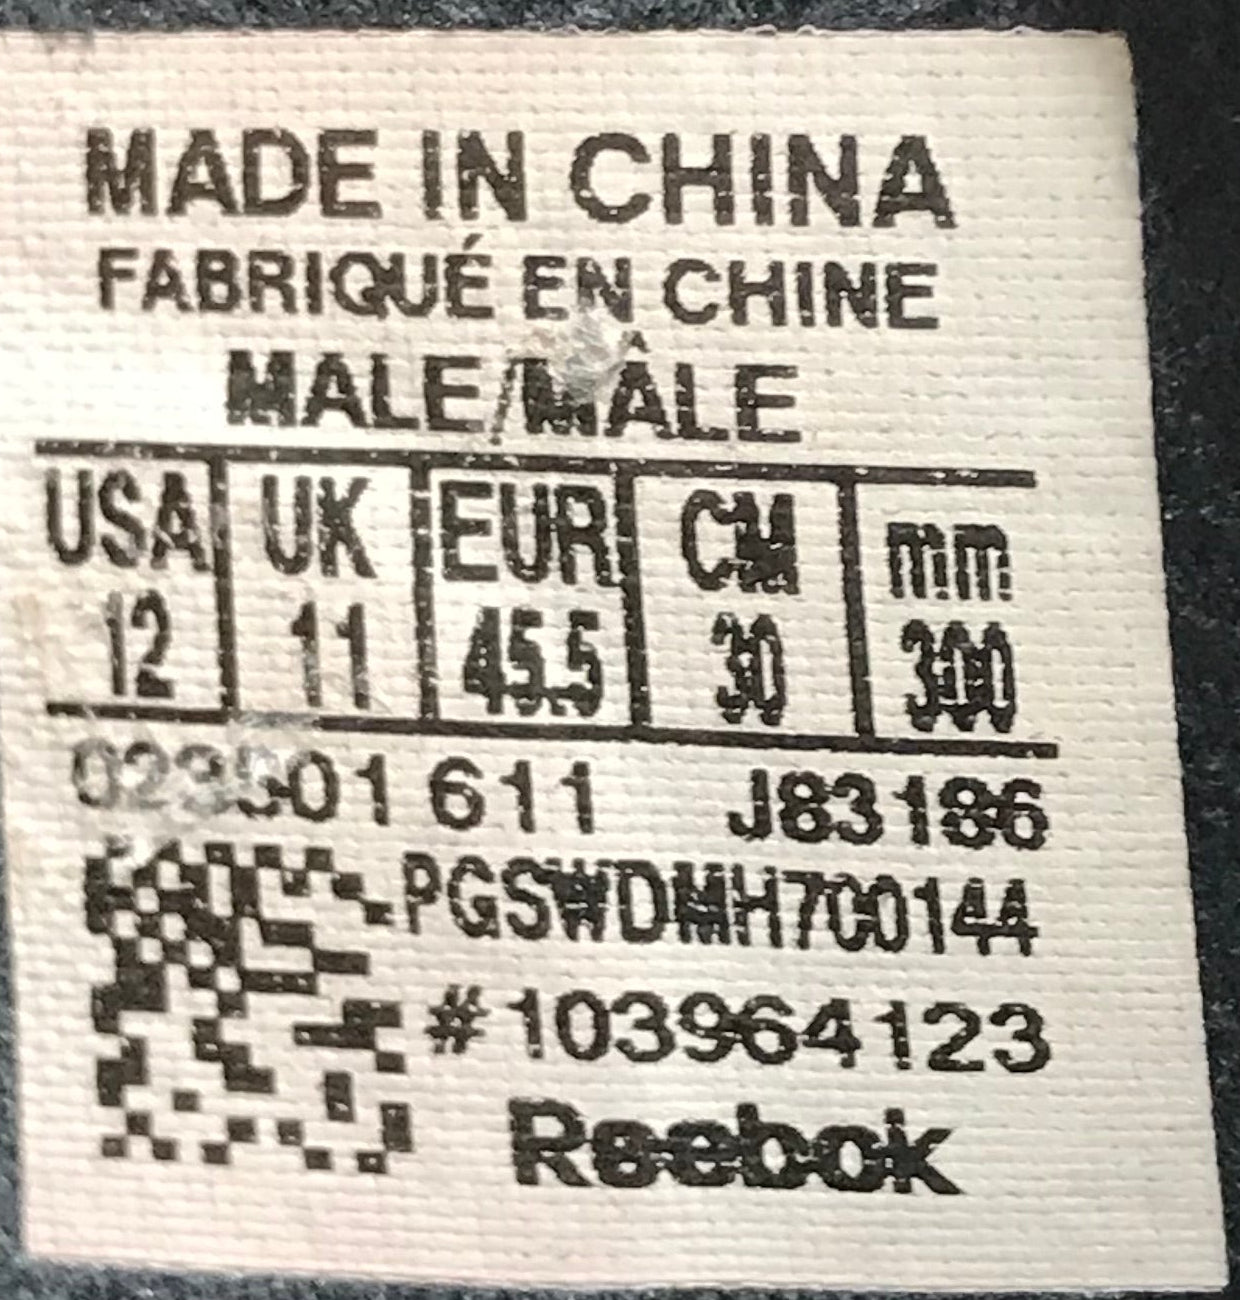 MADE IN CHINA
FABRIQUÉ EN CHINE
MALE/MÂLE
USA UK EUR CM mm
12 11 45.5 30 300
611 J83186
PGSWDMH700144
#103964123
Reebok